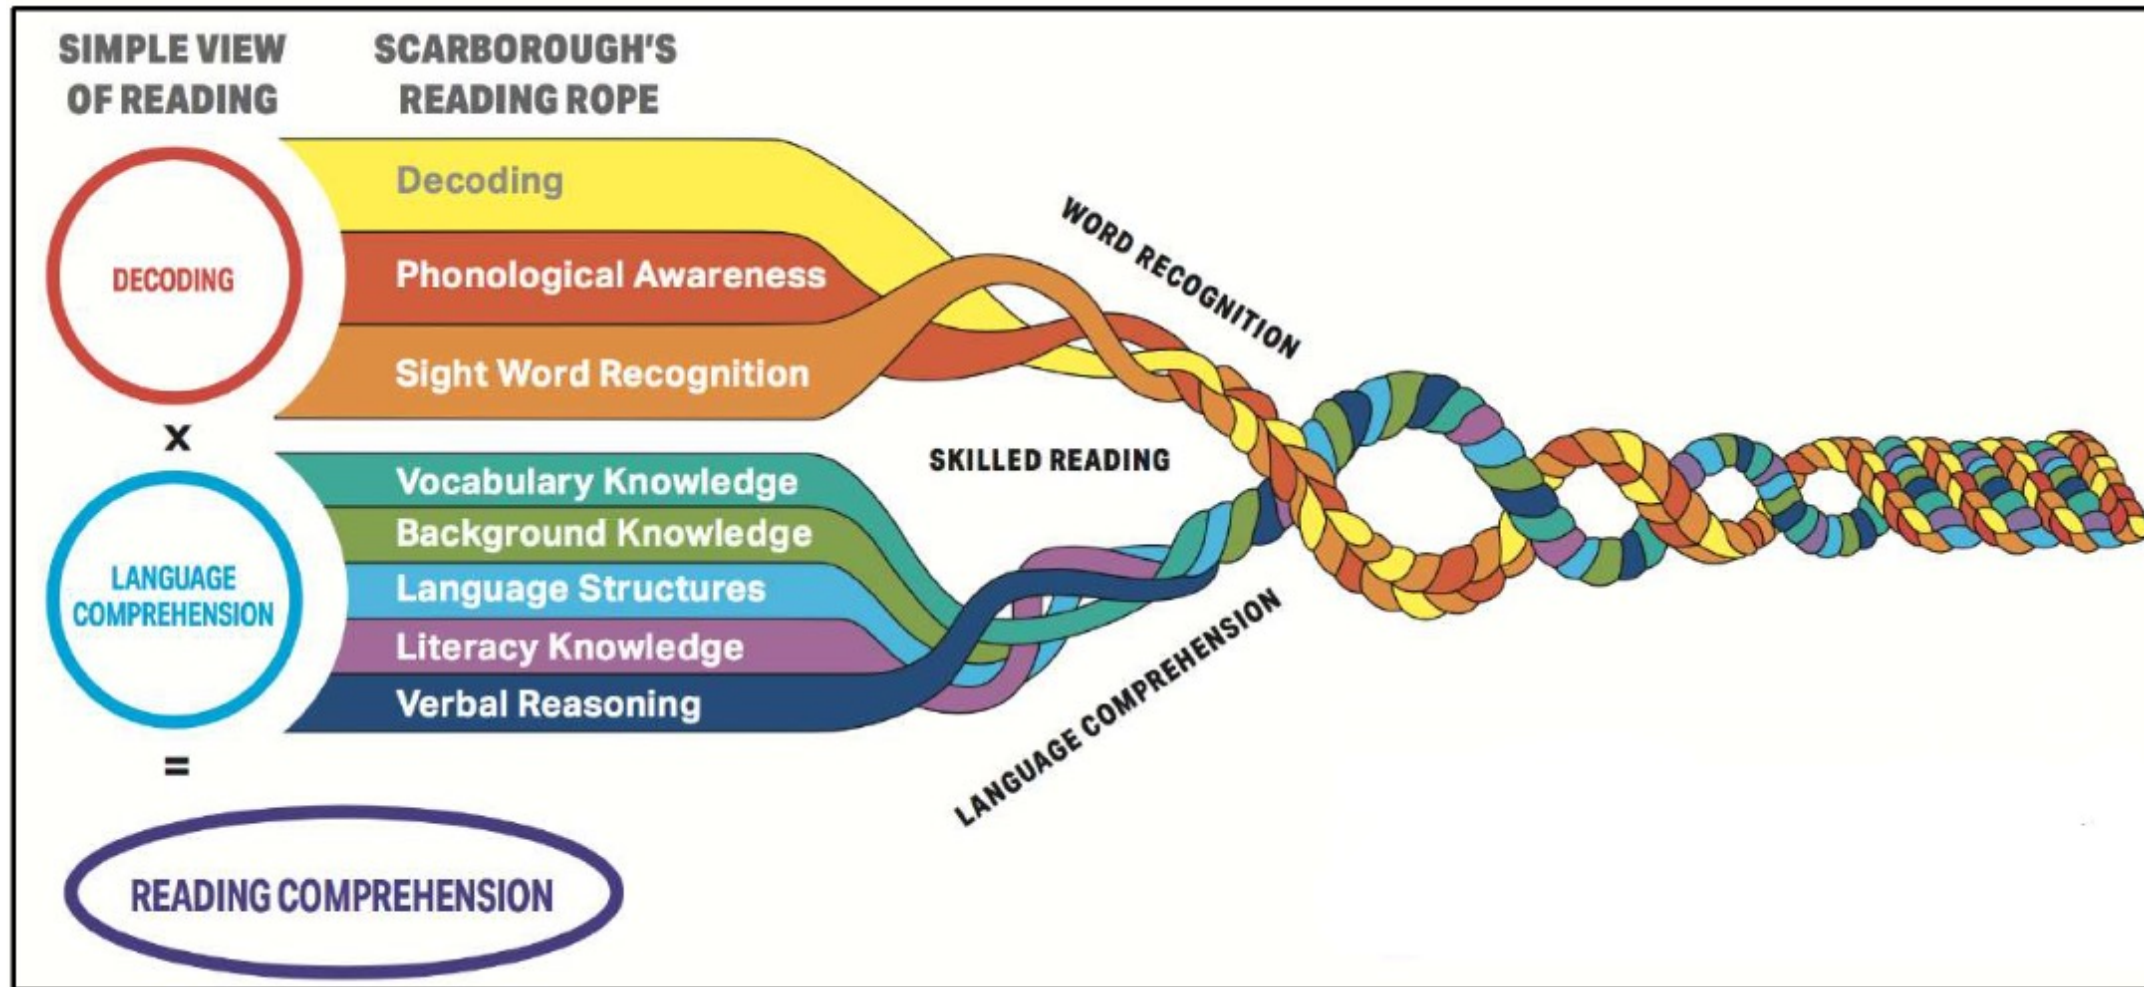 SIMPLE VIEW
OF READING
SCARBOROUGH'S
READING ROPE
DECODING
x
LANGUAGE
COMPREHENSION
=
READING COMPREHENSION
Decoding
Phonological Awareness
Sight Word Recognition
Vocabulary Knowledge
Background Knowledge
Language Structures
Literacy Knowledge
Verbal Reasoning
WORD RECOGNITION
SKILLED READING
LANGUAGE COMPREHENSION